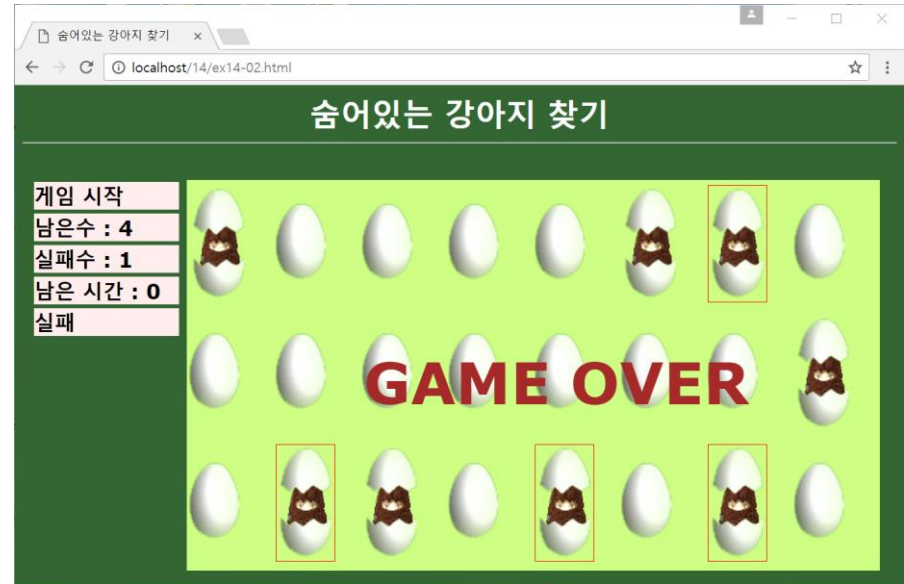 숨어있는 강아지 찾기
localhost/14/ex14-02.html
숨어있는 강아지 찾기
게임 시작
남은수 : 4
실패수 : 1
남은 시간 : 0
실패
GAME OVER